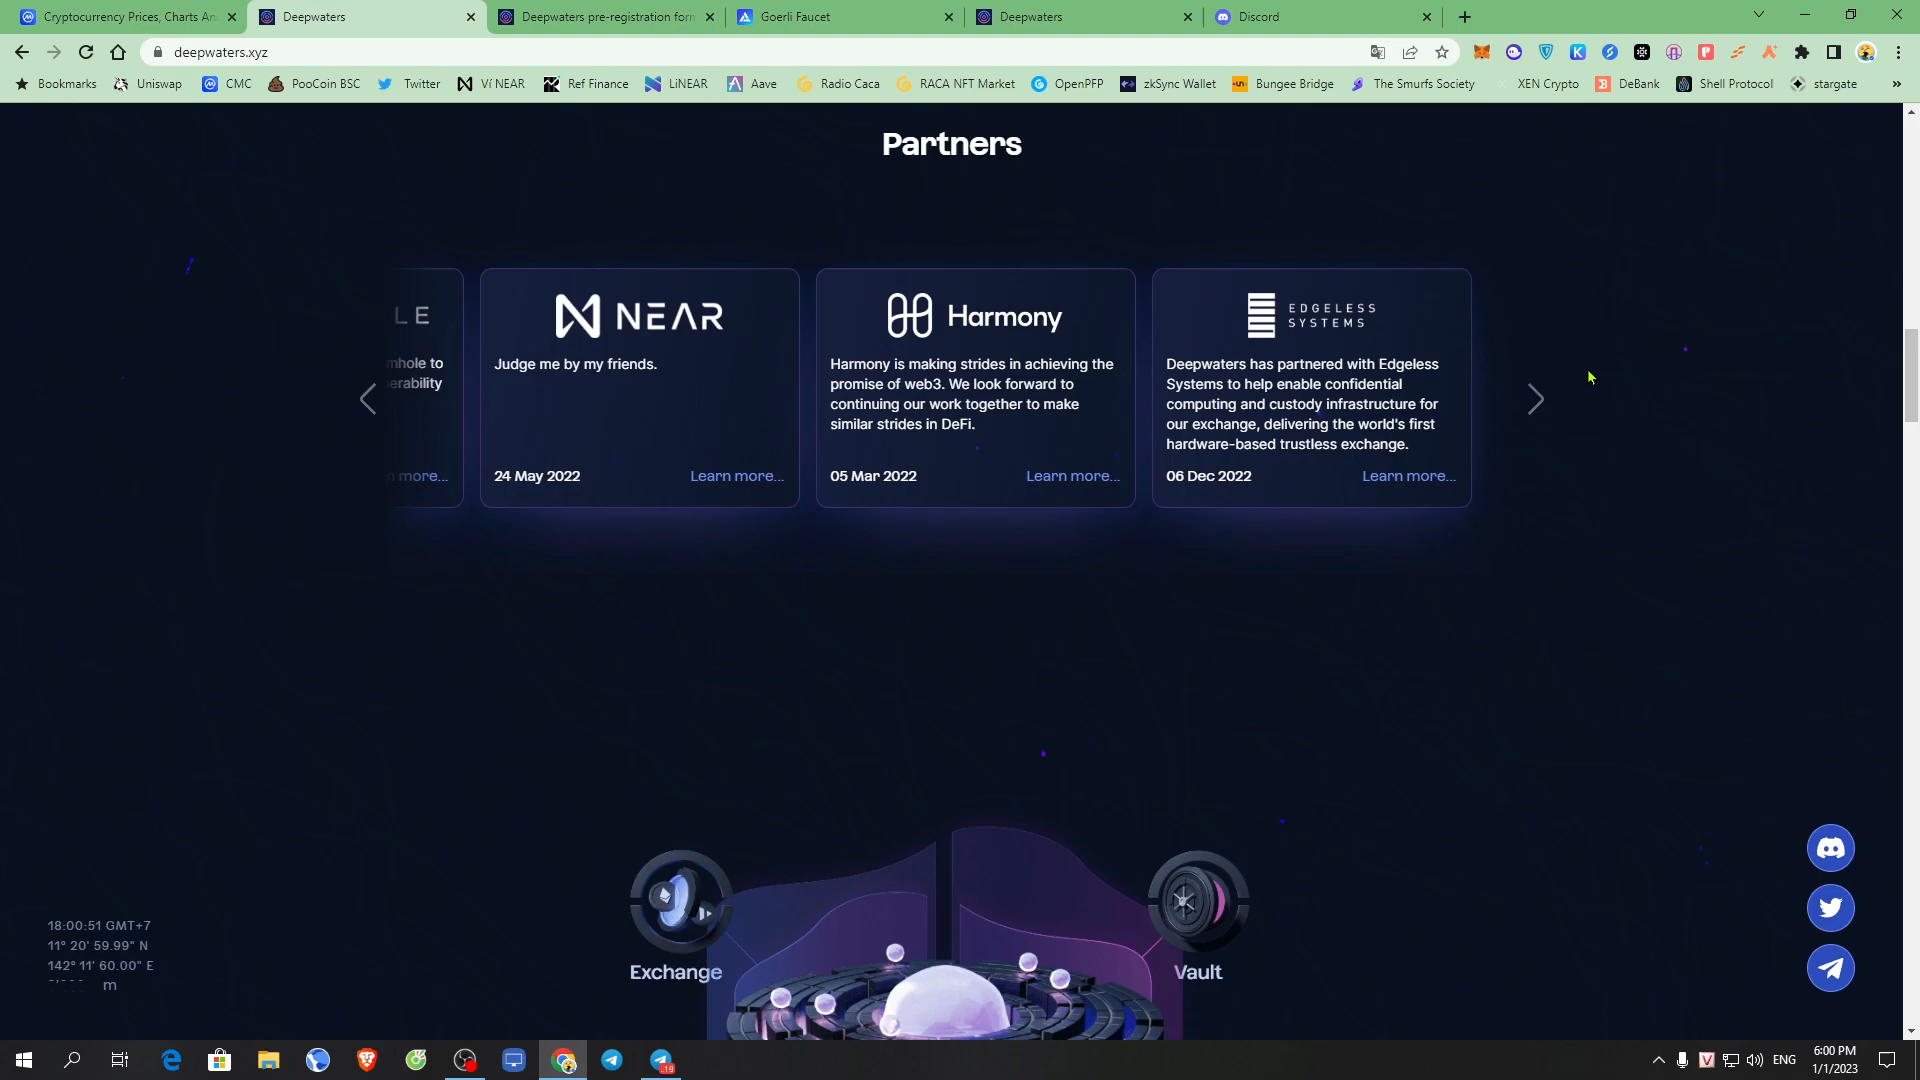 Cryptocurrency Prices, Charts An
Deepwaters
Deepwaters pre-registration form
Goerli Faucet
Deepwaters
Discord
deepwaters.xyz
Bookmarks
Uniswap
CMC
PooCoin BSC
Twitter
Ví NEAR
Ref Finance
LiNEAR
Aave
Radio Caca
RACA NFT Market
OpenPFP
zkSync Wallet
Bungee Bridge
The Smurfs Society
XEN Crypto
DeBank
Shell Protocol
stargate
»
Partners
LE
mhole to
erability
n more...
NEAR
Judge me by my friends.
24 May 2022
Learn more...
Harmony
Harmony is making strides in achieving the
promise of web3. We look forward to
continuing our work together to make
similar strides in DeFi.
05 Mar 2022
Learn more...
EDGELESS
SYSTEMS
Deepwaters has partnered with Edgeless
Systems to help enable confidential
computing and custody infrastructure for
our exchange, delivering the world's first
hardware-based trustless exchange.
06 Dec 2022
Learn more...
Exchange
Vault
18:00:51 GMT+7
11° 20' 59.99" N
142° 11' 60.00" E
m
19
ENG
6:00 PM
1/1/2023